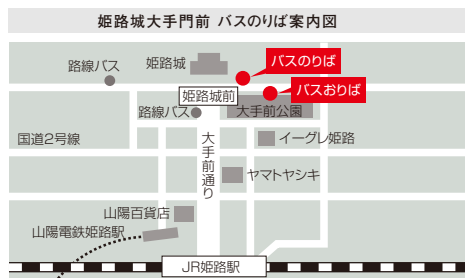 姫路城大手門前 バスのりば案内図
バスのりば
姫路城
路線バス
バスおりば
姫路城前
路線バス
大手前公園
国道2号線
イーグレ姫路
大手前通り
ヤマトヤシキ
山陽百貨店
山陽電鉄姫路駅
JR姫路駅